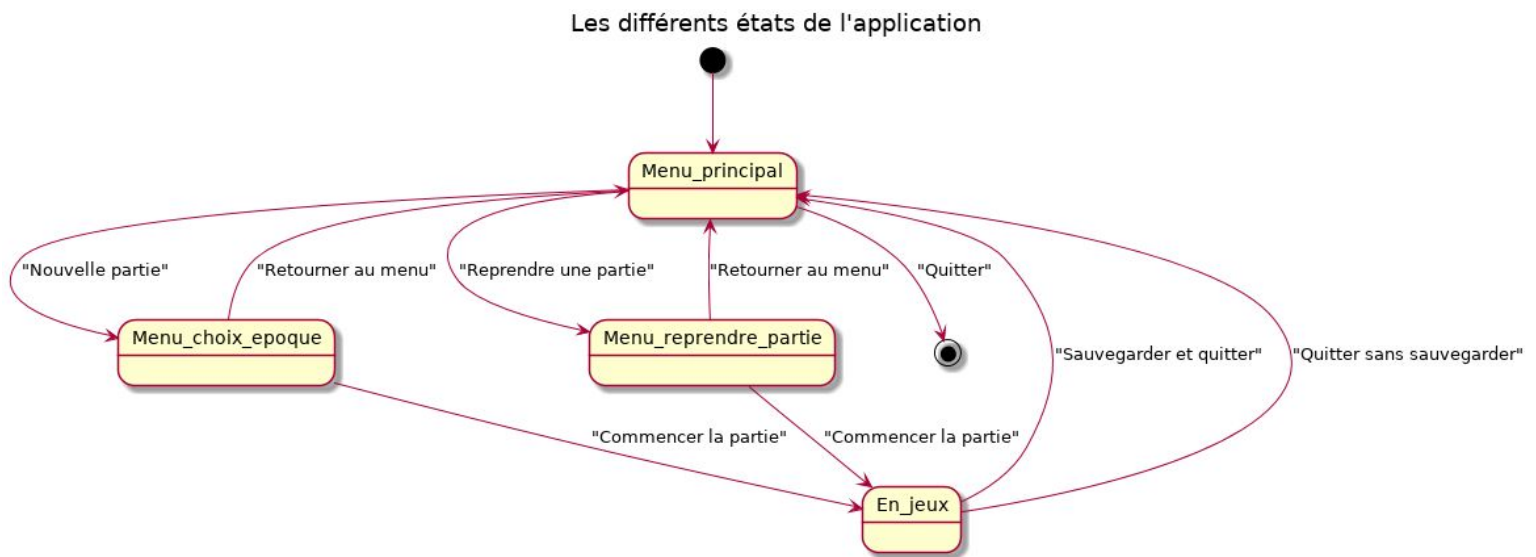 Les différents états de l'application
Menu_principal
"Nouvelle partie"
"Retourner au menu"
"Reprendre une partie"
"Retourner au menu"
"Quitter"
Menu_choix_epoque
Menu_reprendre_partie
"Sauvegarder et quitter"
"Quitter sans sauvegarder"
"Commencer la partie"
"Commencer la partie"
En_jeux